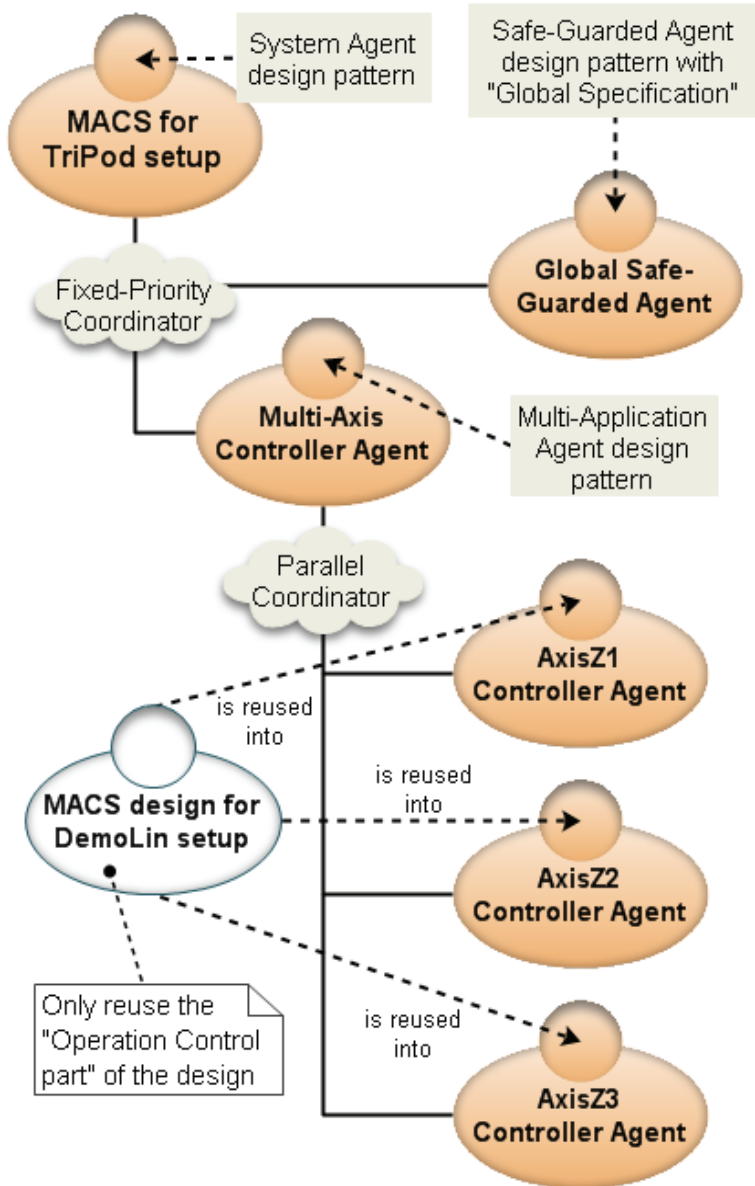 System Agent
design pattern
Safe-Guarded Agent
design pattern with
"Global Specification"
MACS for
TriPod setup
Global Safe-
Guarded Agent
Fixed-Priority
Coordinator
Multi-Axis
Controller Agent
Multi-Application
Agent design
pattern
Parallel
Coordinator
AxisZ1
Controller Agent
is reused
into
MACS design for
DemoLin setup
is reused
into
AxisZ2
Controller Agent
Only reuse the
"Operation Control
part" of the design
is reused
into
AxisZ3
Controller Agent